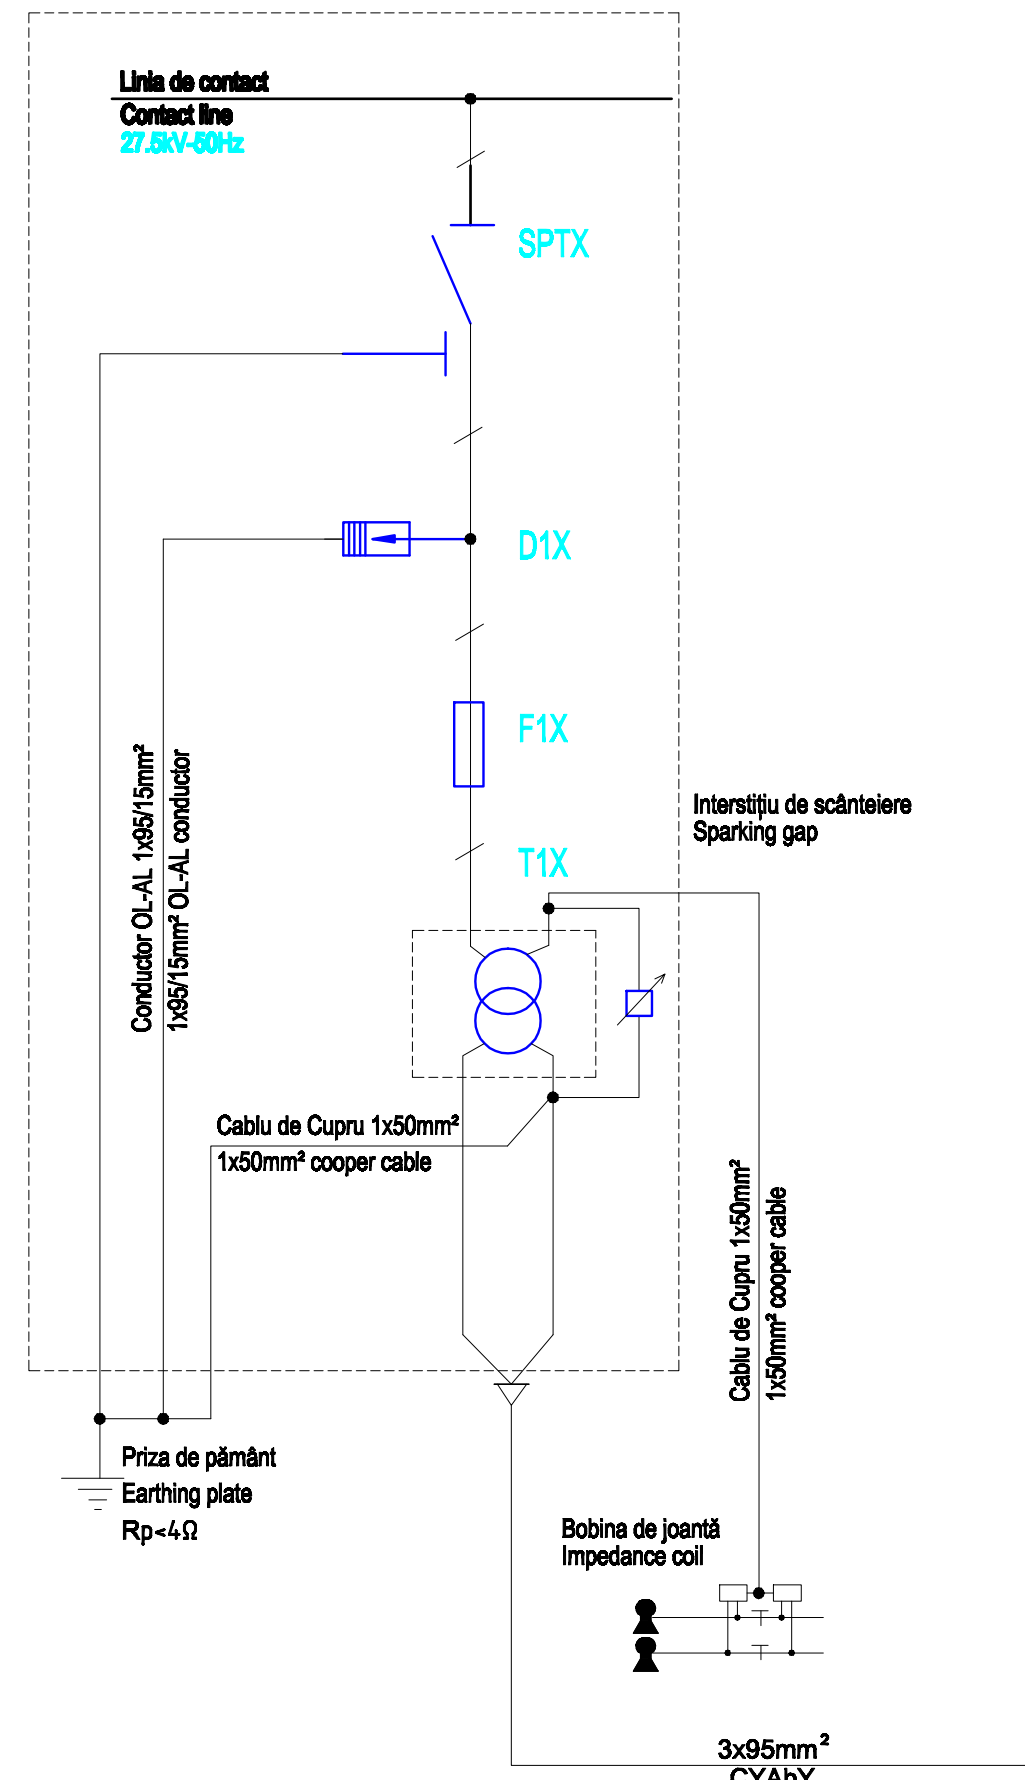 Linia de contact
Contact line
27.5kV-50Hz
SPTX
D1X
F1X
Conductor OL-AL 1x95/15mm²
1x95/15mm² OL-AL conductor
Interstițiu de scânteiere
Sparking gap
T1X
Cablu de Cupru 1x50mm²
1x50mm² cooper cable
Cablu de Cupru 1x50mm²
1x50mm² cooper cable
Priza de pământ
Earthing plate
Rp<4Ω
Bobina de joantă
Impedance coil
3x95mm²
CYAbY